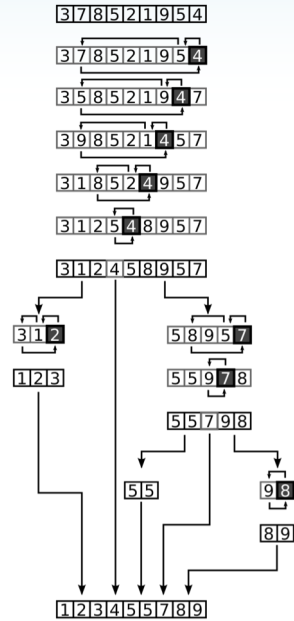 3 7 8 5 2 1 9 5 4
3 7 8 5 2 1 9 5 4
3 5 8 5 2 1 9 4 7
3 9 8 5 2 1 4 5 7
3 1 8 5 2 4 9 5 7
3 1 2 5 4 8 9 5 7
3 1 2 4 5 8 9 5 7
3 1 2
5 8 9 5 7
1 2 3
5 5 9 7 8
5 5 7 9 8
5 5
9 8
8 9
1 2 3 4 5 5 7 8 9